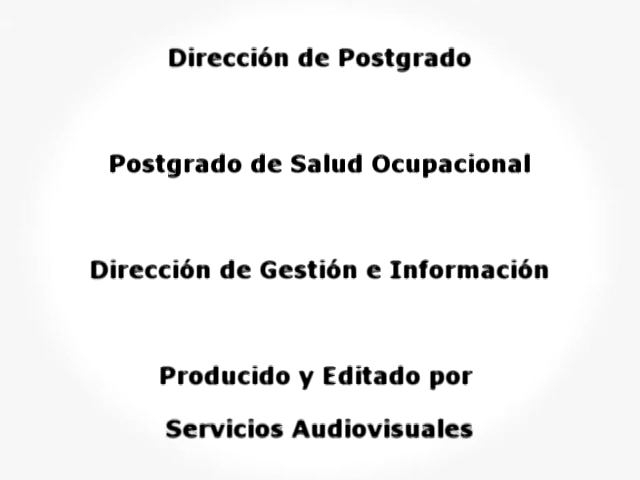 Dirección de Postgrado
Postgrado de Salud Ocupacional
Dirección de Gestión e Información
Producido y Editado por
Servicios Audiovisuales